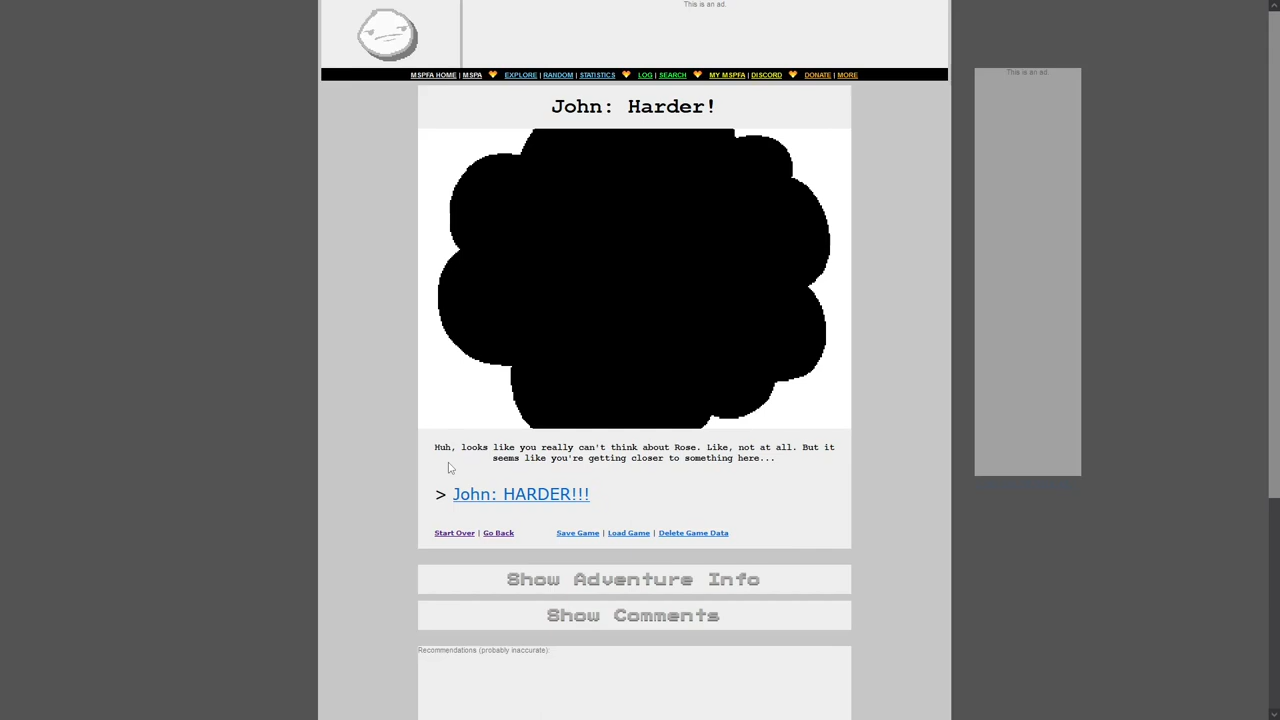 This is an ad.
MSPFA HOME | MSPA EXPLORE | RANDOM | STATISTICS LOG | SEARCH MY MSPFA | DISCORD DONATE | MORE
This is an ad.
John: Harder!
Huh, looks like you really can't think about Rose. Like, not at all. But it
seems like you're getting closer to something here...
> John: HARDER!!!
Start Over | Go Back Save Game | Load Game | Delete Game Data
Show Adventure Info
Show Comments
Recommendations (probably inaccurate):